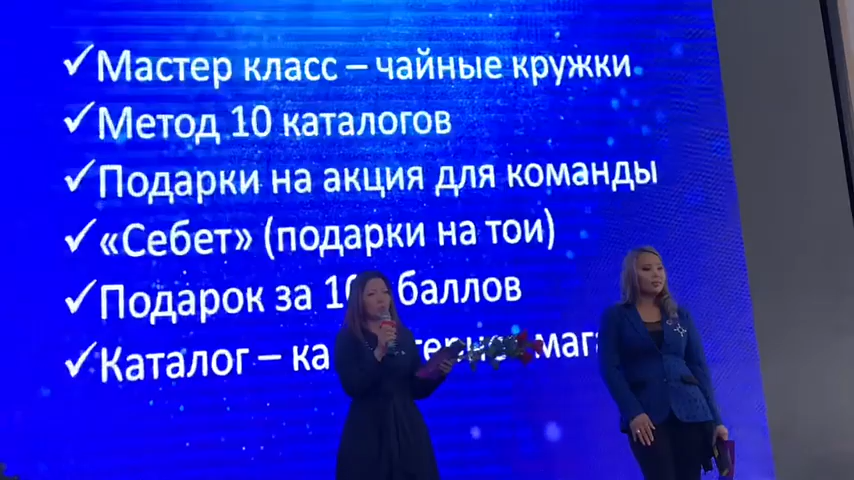 ✓Мастер класс – чайные кружки
✓Метод 10 каталогов
✓Подарки на акция для команды
✓«Себет» (подарки на тои)
✓Подарок за баллов
✓Каталог –